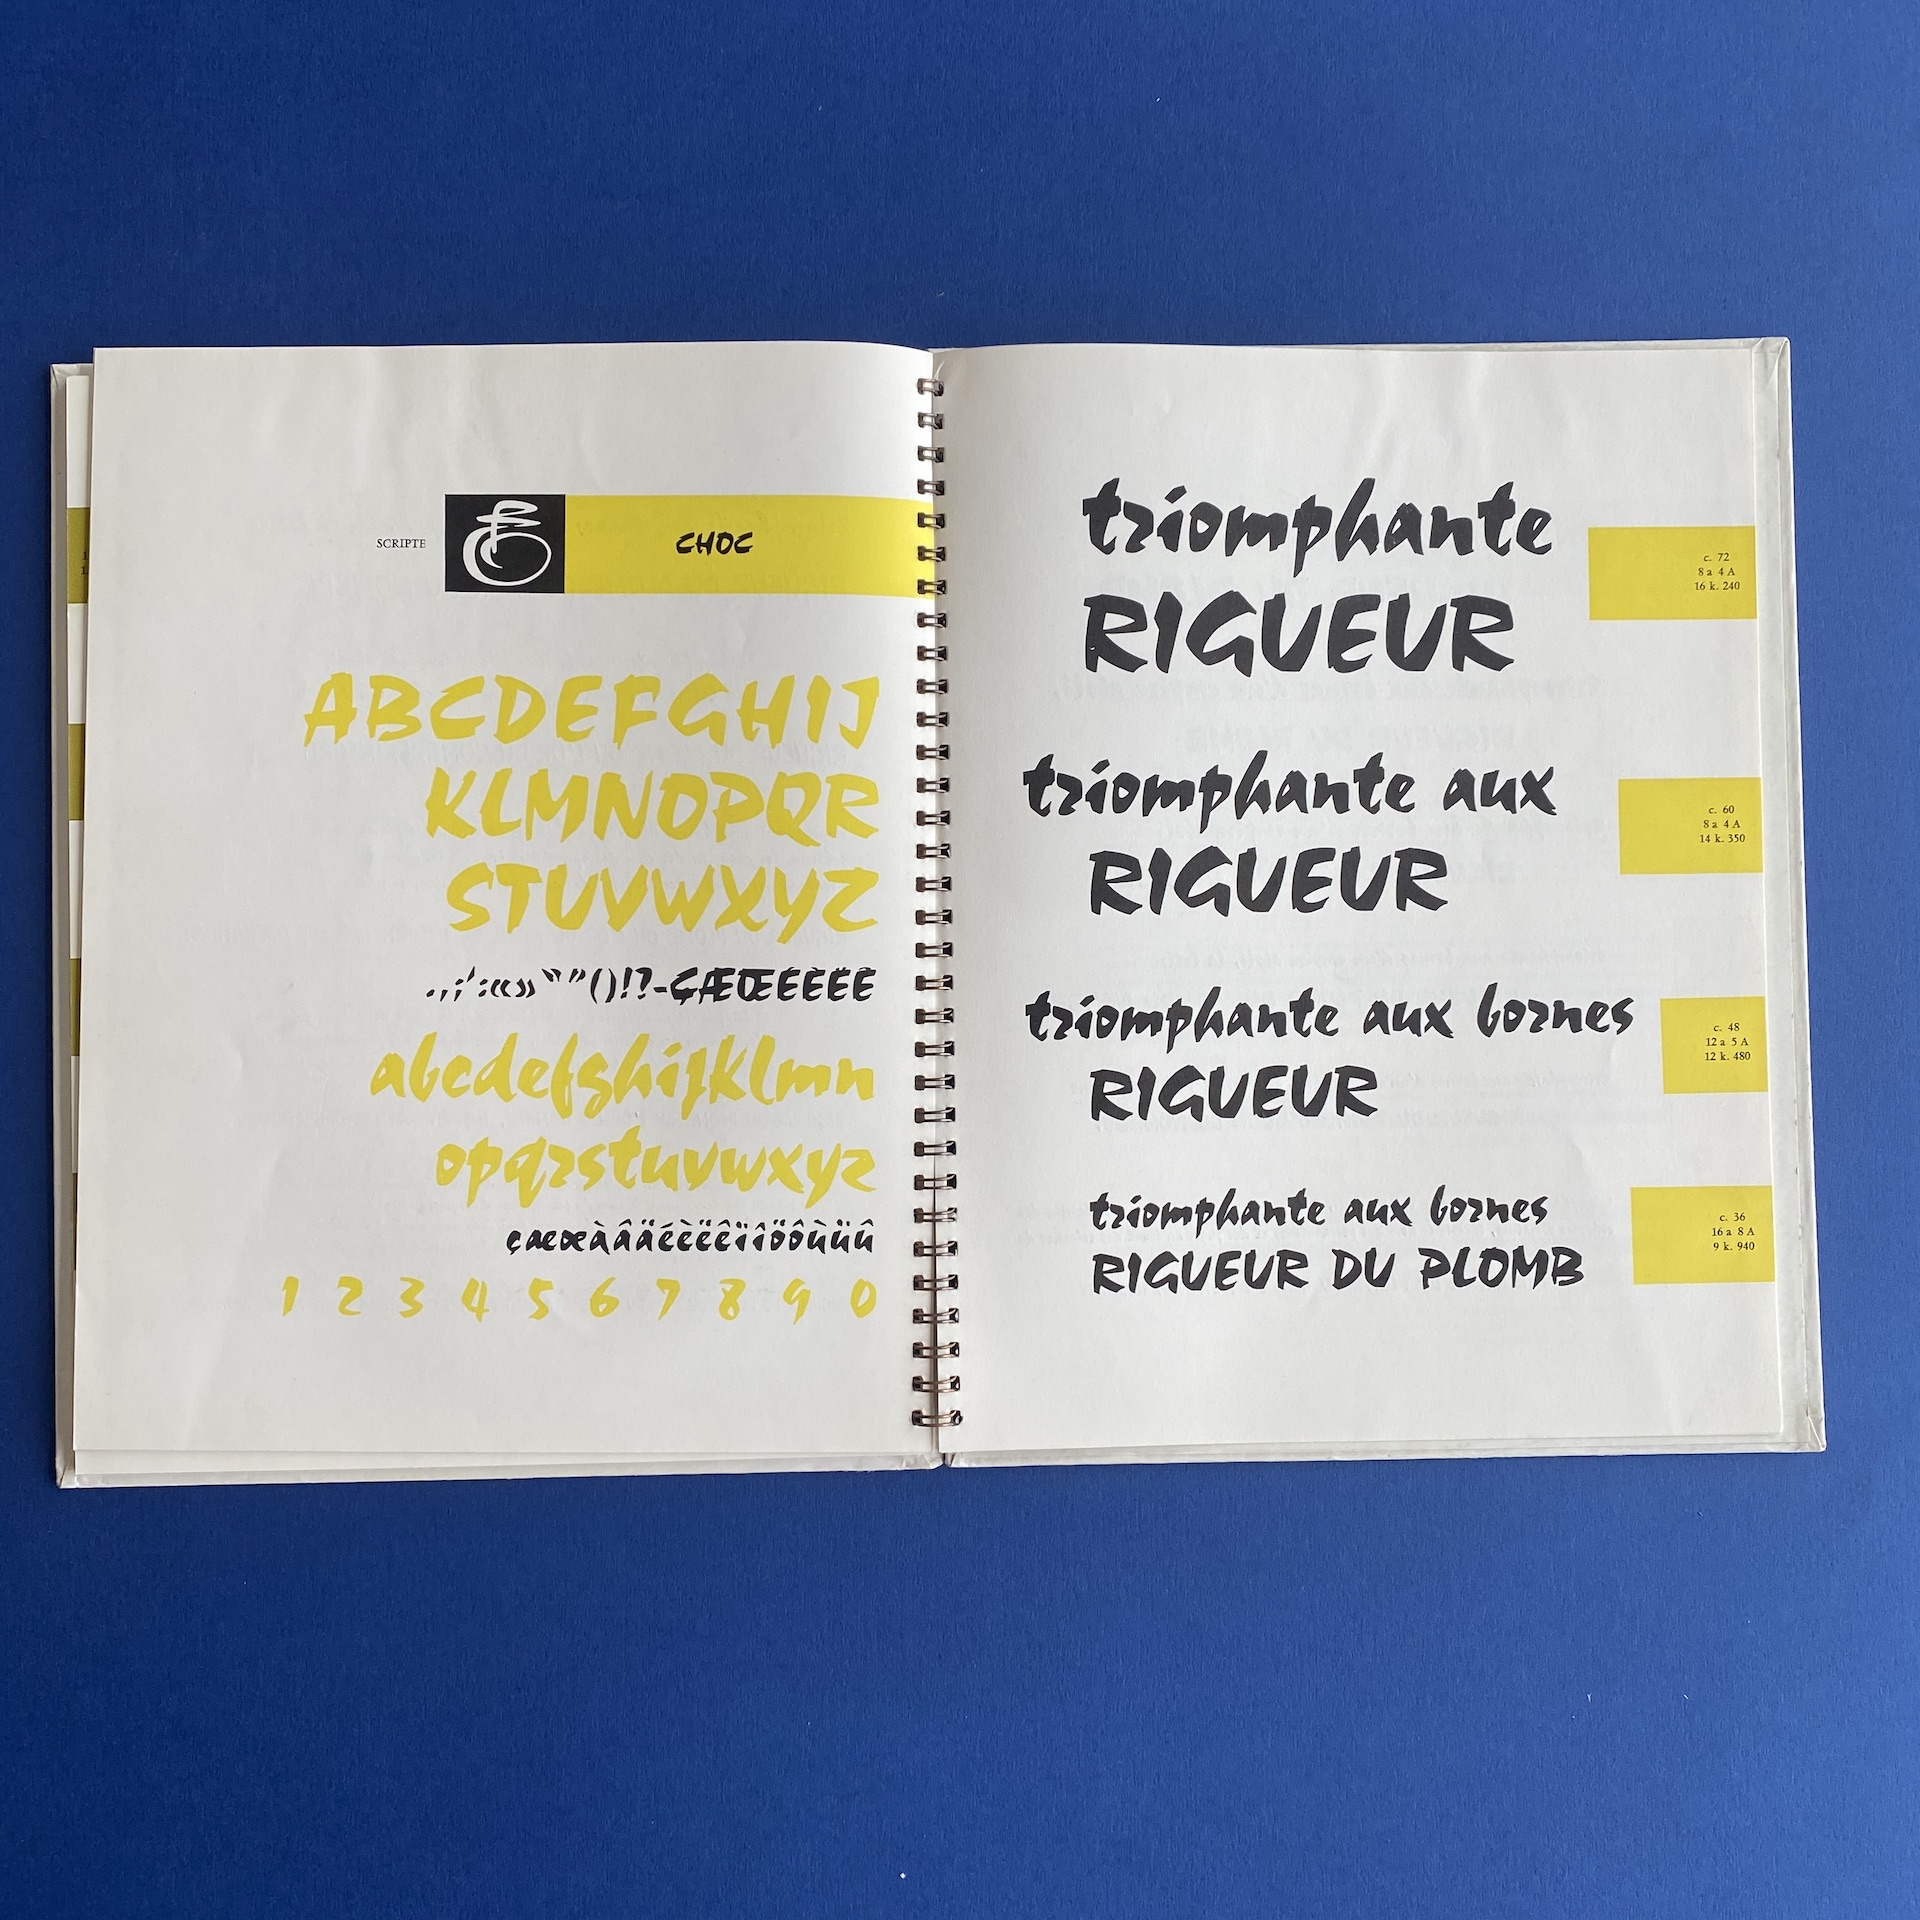 SCRIPTE
CHOC
ABCDEFGHIJ
KLMNOPQR
STUVWXYZ
.,;':«»‟”()!?-ÇÆŒÉÈÊË
abcdefghijklmn
opqrstuvwxyz
çæœàâäéèëêïîöôùüû
1 2 3 4 5 6 7 8 9 0
triomphante
RIGUEUR
c. 72
8 a 4 A
16 k. 240
triomphante aux
RIGUEUR
c. 60
8 a 4 A
14 k. 350
triomphante aux bornes
RIGUEUR
c. 48
12 a 5 A
12 k. 480
triomphante aux bornes
RIGUEUR DU PLOMB
c. 36
16 a 8 A
9 k. 940